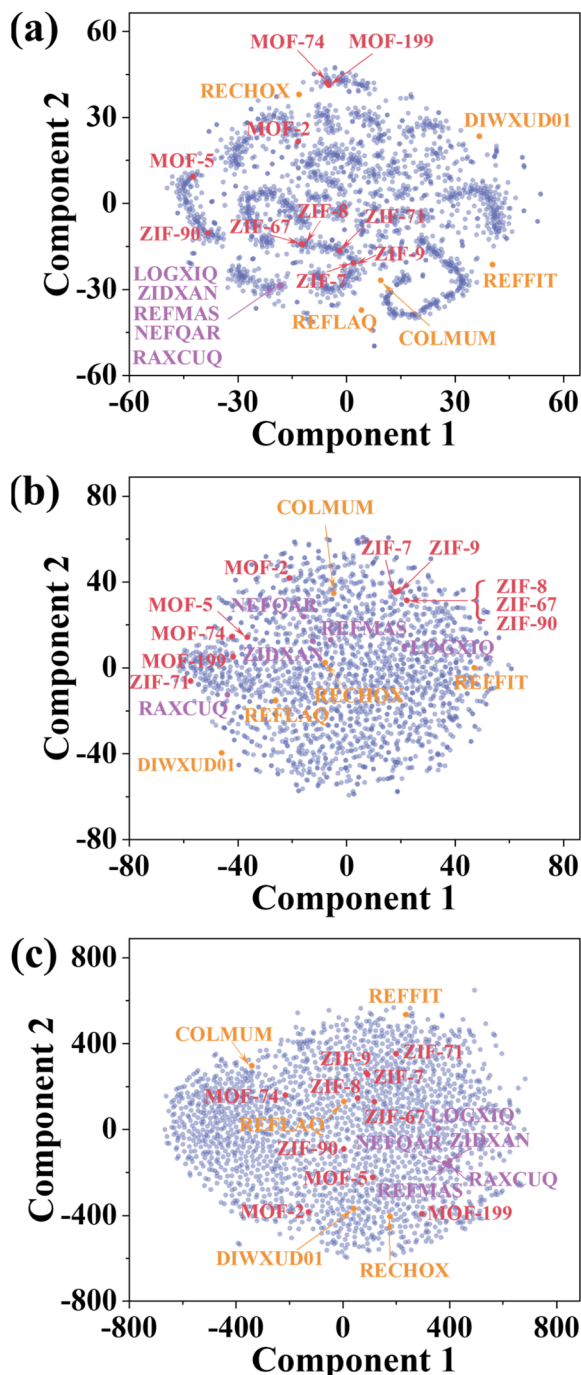 (a)
60
MOF-74 MOF-199
RECHOX
DIWXUD01
30
MOF-2
MOF-5
Component 2
0
ZIF-8
ZIF-67 ZIF-71
ZIF-90
ZIF-9
LOGXIQ
ZIF-7
REFFIT
ZIDXAN
-30
REFMAS
REFLAQ
NEFQAR
COLMUM
RAXCUQ
-60
-60 -30 0 30 60
Component 1
(b)
80
COLMUM
ZIF-7 ZIF-9
MOF-2
40
ZIF-8
ZIF-67
ZIF-90
MOF-5
NEFQAR
MOF-74
REFMAS
LOGXIQ
Component 2
MOF-199
ZIDXAN
0
ZIF-71
RECHOX
REFFIT
RAXCUQ
REFLAQ
-40
DIWXUD01
-80
-80 -40 0 40 80
Component 1
(c)
800
REFFIT
COLMUM
400
ZIF-9 ZIF-71
ZIF-7
ZIF-8
MOF-74
REFLAQ
ZIF-67 LOGXIQ
Component 2
0
ZIF-90
NEFQAR ZIDXAN
MOF-5
RAXCUQ
REFMAS
-400
MOF-2
MOF-199
DIWXUD01
RECHOX
-800
-800 -400 0 400 800
Component 1